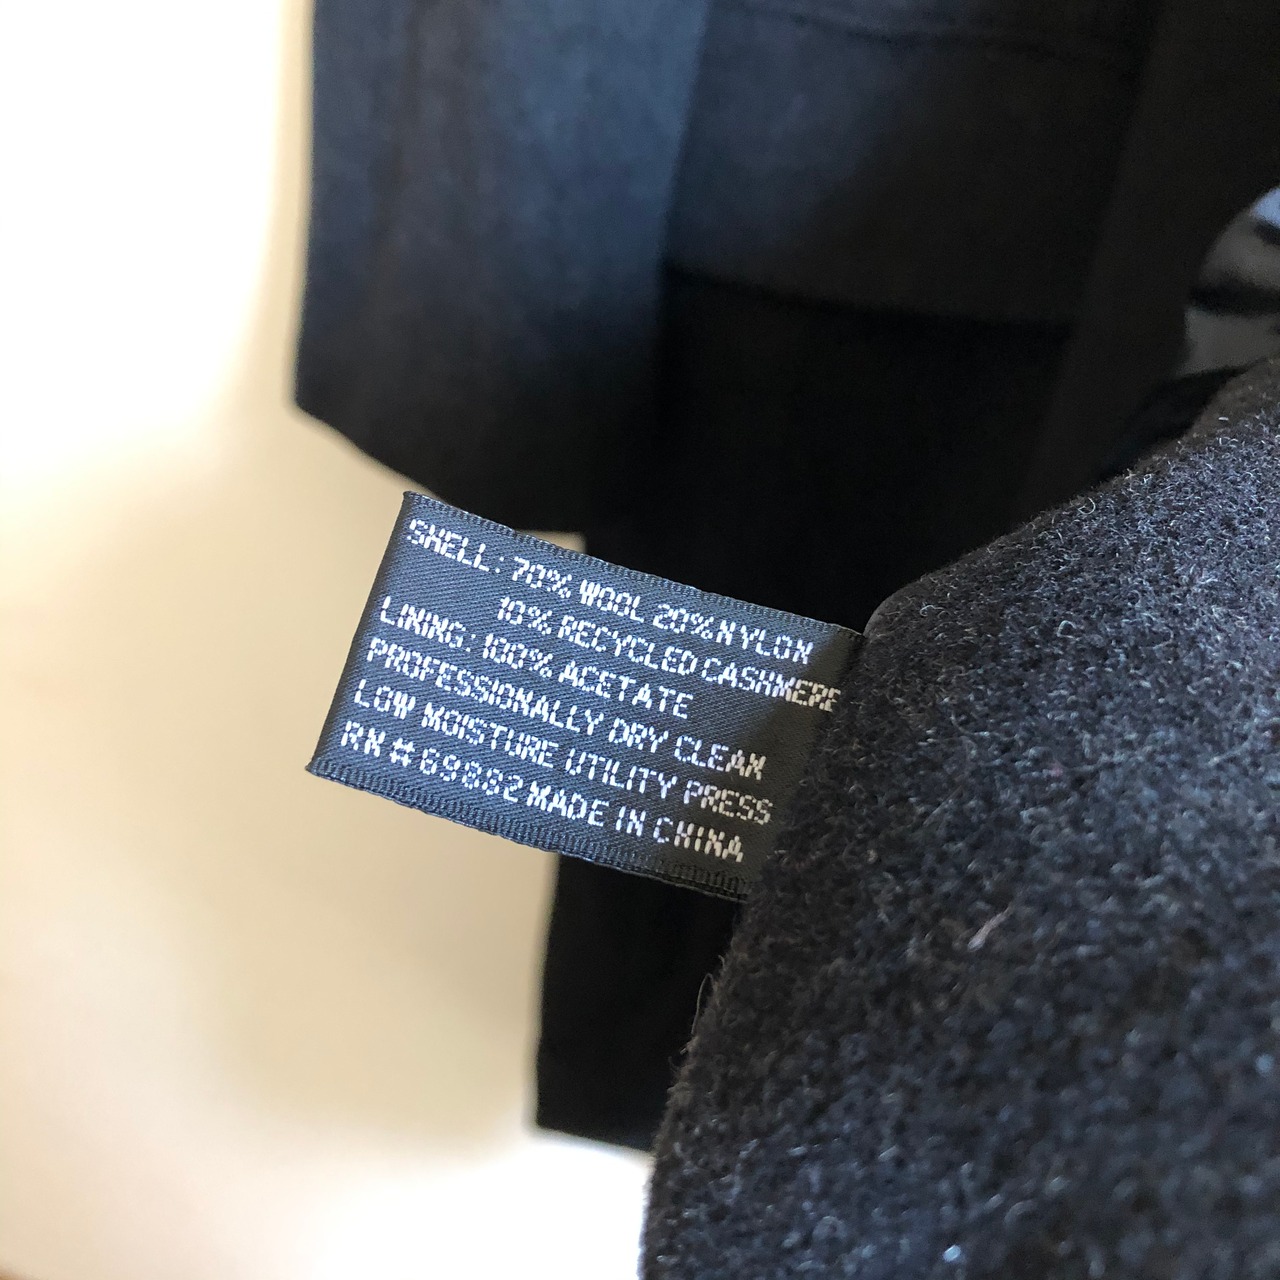 SHELL: 70% WOOL 20% NYLON
10% RECYCLED CASHMERE
LINING: 100% ACETATE
PROFESSIONALLY DRY CLEAN
LOW MOISTURE UTILITY PRESS
RN # 69882 MADE IN CHINA